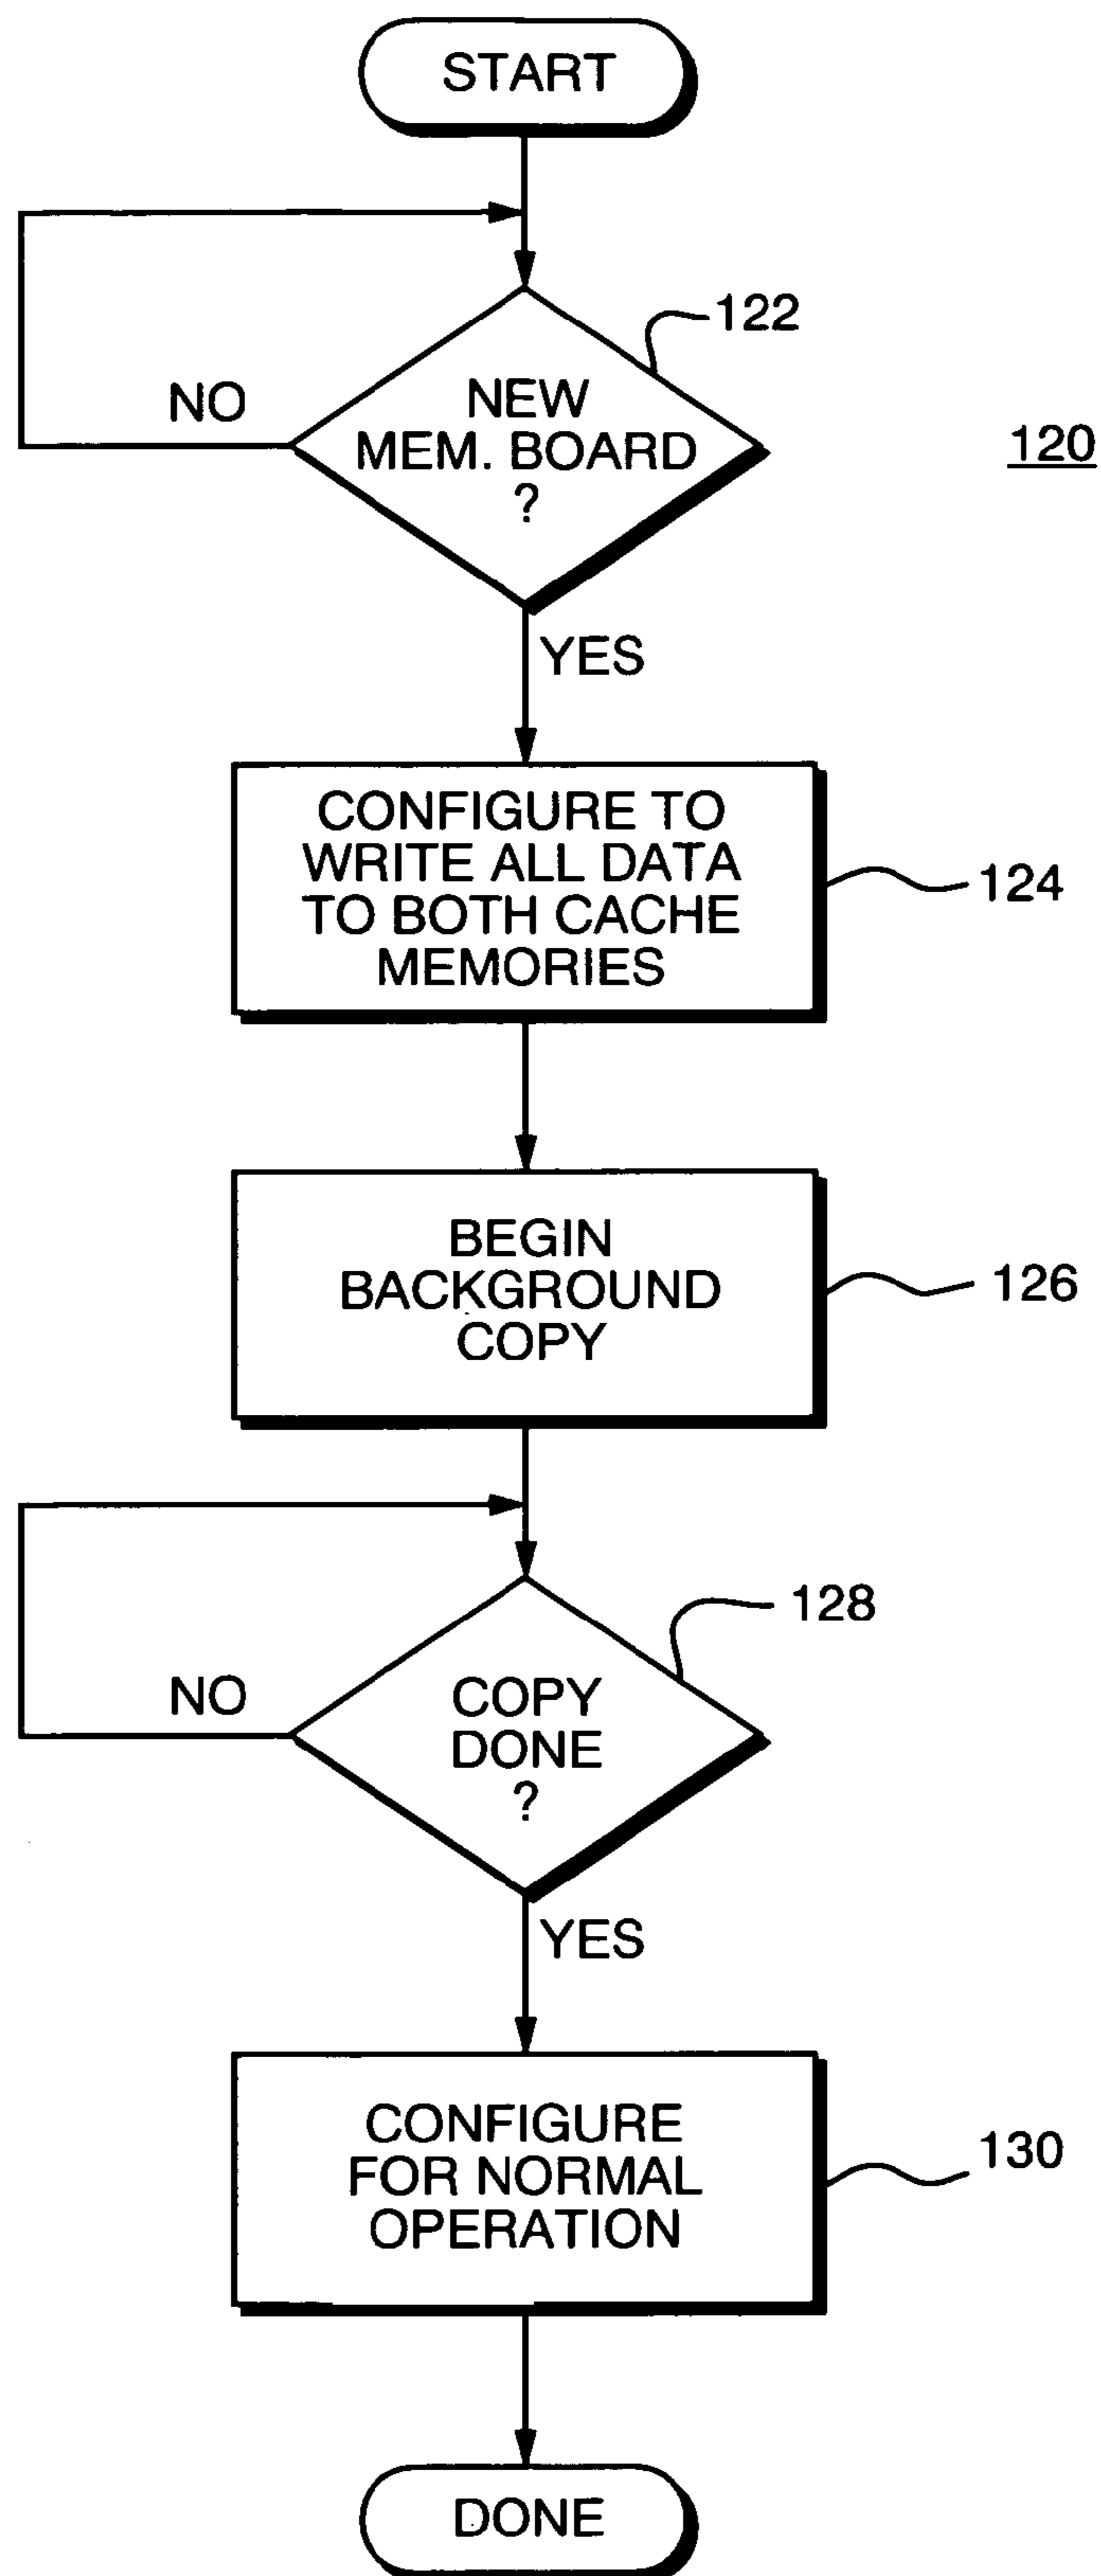 START
122
NO
NEW
MEM. BOARD
?
120
YES
CONFIGURE TO
WRITE ALL DATA
TO BOTH CACHE
MEMORIES
124
BEGIN
BACKGROUND
COPY
126
128
NO
COPY
DONE
?
YES
CONFIGURE
FOR NORMAL
OPERATION
130
DONE